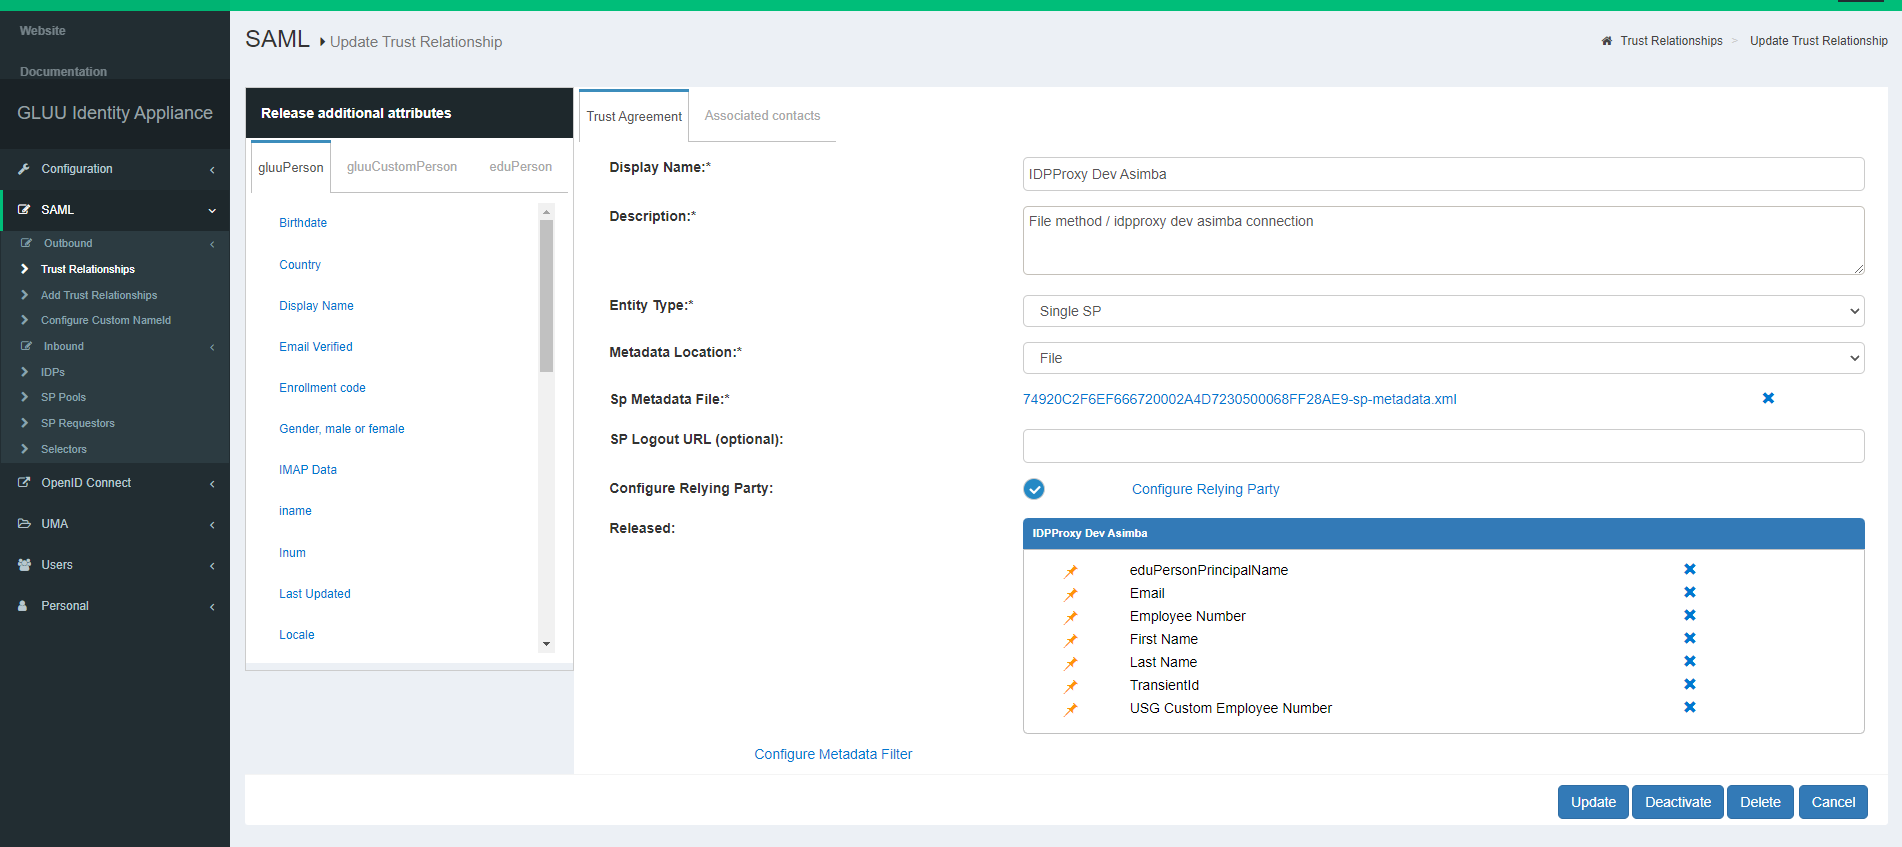 Website
Documentation
GLUU Identity Appliance
Configuration
SAML
Outbound
Trust Relationships
Add Trust Relationships
Configure Custom NameId
Inbound
IDPs
SP Pools
SP Requestors
Selectors
OpenID Connect
UMA
Users
Personal
SAML Update Trust Relationship
Trust Relationships > Update Trust Relationship
Release additional attributes
gluuPerson gluuCustomPerson eduPerson
Birthdate
Country
Display Name
Email Verified
Enrollment code
Gender, male or female
IMAP Data
iname
Inum
Last Updated
Locale
Trust Agreement Associated contacts
Display Name:* IDPProxy Dev Asimba
Description:* File method / idpproxy dev asimba connection
Entity Type:* Single SP
Metadata Location:* File
Sp Metadata File:* 74920C2F6EF666720002A4D7230500068FF28AE9-sp-metadata.xml
SP Logout URL (optional):
Configure Relying Party: Configure Relying Party
Released: IDPProxy Dev Asimba
eduPersonPrincipalName
Email
Employee Number
First Name
Last Name
TransientId
USG Custom Employee Number
Configure Metadata Filter
Update Deactivate Delete Cancel